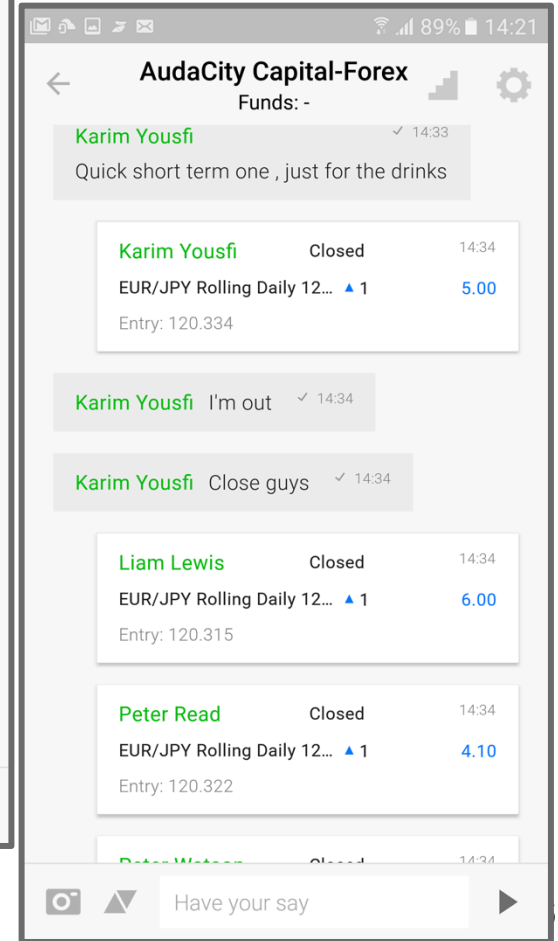 89% 14:21
AudaCity Capital-Forex
Funds: -
Karim Yousfi ✓ 14:33
Quick short term one , just for the drinks
Karim Yousfi Closed 14:34
EUR/JPY Rolling Daily 12... ▲ 1 5.00
Entry: 120.334
Karim Yousfi I'm out ✓ 14:34
Karim Yousfi Close guys ✓ 14:34
Liam Lewis Closed 14:34
EUR/JPY Rolling Daily 12... ▲ 1 6.00
Entry: 120.315
Peter Read Closed 14:34
EUR/JPY Rolling Daily 12... ▲ 1 4.10
Entry: 120.322
Peter Watson Closed 14:34
Have your say